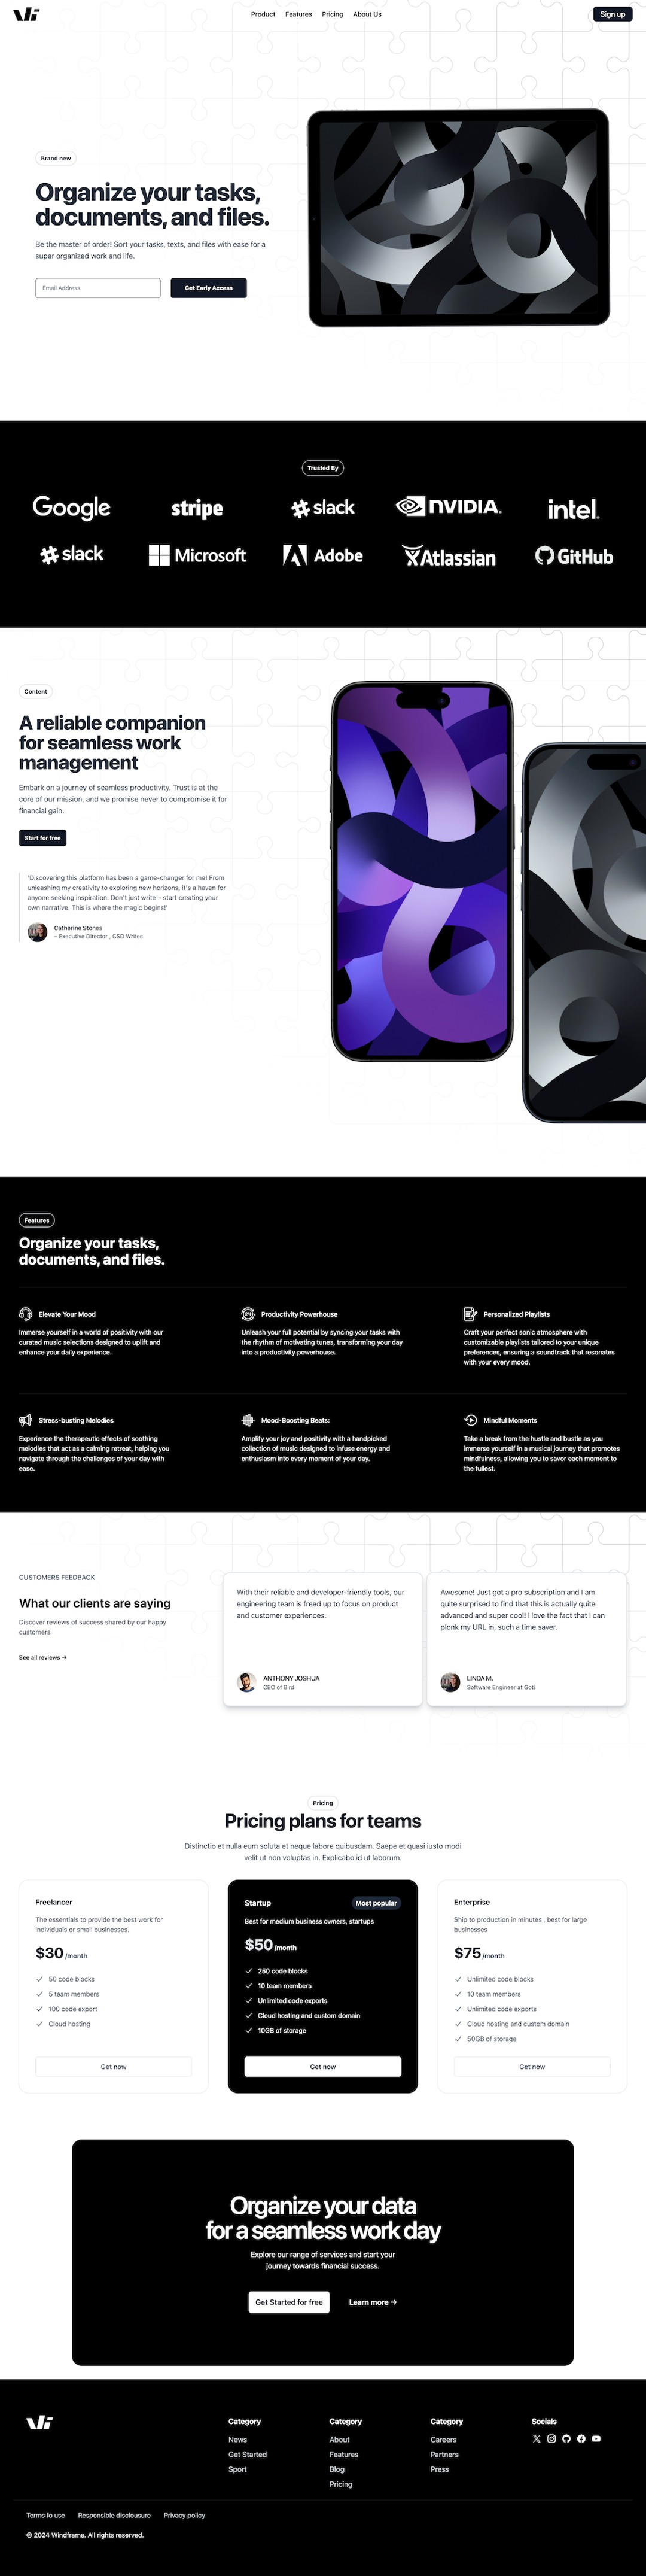 Product Features Pricing About Us
Sign up
Brand new
Organize your tasks,
documents, and files.
Be the master of order! Sort your tasks, texts, and files with ease for a
super organized work and life.
Email Address
Get Early Access
Trusted By
Google stripe slack NVIDIA. intel.
slack Microsoft Adobe Atlassian GitHub
Content
A reliable companion
for seamless work
management
Embark on a journey of seamless productivity. Trust is at the
core of our mission, and we promise never to compromise it for
financial gain.
Start for free
'Discovering this platform has been a game-changer for me! From
unleashing my creativity to exploring new horizons, it's a haven for
anyone seeking inspiration. Don't just write – start creating your
own narrative. This is where the magic begins!'
Catherine Stones
– Executive Director , CSD Writes
Features
Organize your tasks,
documents, and files.
Elevate Your Mood
Immerse yourself in a world of positivity with our
curated music selections designed to uplift and
enhance your daily experience.
Productivity Powerhouse
Unleash your full potential by syncing your tasks with
the rhythm of motivating tunes, transforming your day
into a productivity powerhouse.
Personalized Playlists
Craft your perfect sonic atmosphere with
customizable playlists tailored to your unique
preferences, ensuring a soundtrack that resonates
with your every mood.
Stress-busting Melodies
Experience the therapeutic effects of soothing
melodies that act as a calming retreat, helping you
navigate through the challenges of your day with
ease.
Mood-Boosting Beats:
Amplify your joy and positivity with a handpicked
collection of music designed to infuse energy and
enthusiasm into every moment of your day.
Mindful Moments
Take a break from the hustle and bustle as you
immerse yourself in a musical journey that promotes
mindfulness, allowing you to savor each moment to
the fullest.
CUSTOMERS FEEDBACK
What our clients are saying
Discover reviews of success shared by our happy
customers
See all reviews →
With their reliable and developer-friendly tools, our
engineering team is freed up to focus on product
and customer experiences.
ANTHONY JOSHUA
CEO of Bird
Awesome! Just got a pro subscription and I am
quite surprised to find that this is actually quite
advanced and super cool! I love the fact that I can
plonk my URL in, such a time saver.
LINDA M.
Software Engineer at Goti
Pricing
Pricing plans for teams
Distinctio et nulla eum soluta et neque labore quibusdam. Saepe et quasi iusto modi
velit ut non voluptas in. Explicabo id ut laborum.
Freelancer
The essentials to provide the best work for
individuals or small businesses.
$30 /month
50 code blocks
5 team members
100 code export
Cloud hosting
Get now
Startup
Most popular
Best for medium business owners, startups
$50 /month
250 code blocks
10 team members
Unlimited code exports
Cloud hosting and custom domain
10GB of storage
Get now
Enterprise
Ship to production in minutes , best for large
businesses
$75 /month
Unlimited code blocks
10 team members
Unlimited code exports
Cloud hosting and custom domain
50GB of storage
Get now
Organize your data
for a seamless work day
Explore our range of services and start your
journey towards financial success.
Get Started for free
Learn more →
Category
News
Get Started
Sport
Category
About
Features
Blog
Pricing
Category
Careers
Partners
Press
Socials
Terms fo use Responsible disclousure Privacy policy
© 2024 Windframe. All rights reserved.